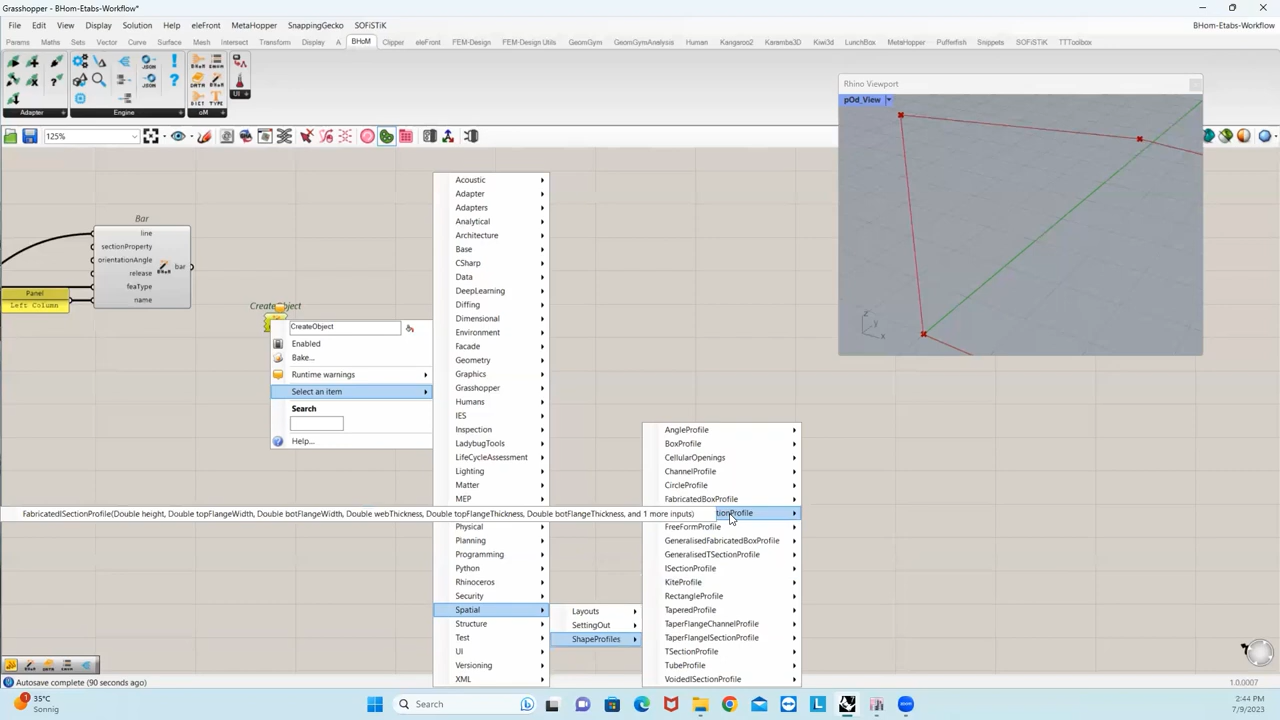 Grasshopper - BHom-Etabs-Workflow*
File Edit View Display Solution Help eleFront MetaHopper SnappingGecko SOFiSTiK
BHom-Etabs-Workflow*
Params Maths Sets Vector Curve Surface Mesh Intersect Transform Display A BHoM Clipper eleFront FEM-Design FEM-Design Utils GeomGym GeomGymAnalysis Human Kangaroo2 Karamba3D Kiwi3d LunchBox MetaHopper Pufferfish Snippets SOFiSTiK TTToolbox
Adapter
Engine
oM
UI
125%
Rhino Viewport
pOd_View
z
y
x
Bar
line
sectionProperty
orientationAngle
release
feaType
name
bar
Panel
Left Column
CreateObject
CreateObject
Enabled
Bake...
Runtime warnings
Select an item
Search
Help...
Acoustic
Adapter
Adapters
Analytical
Architecture
Base
CSharp
Data
DeepLearning
Diffing
Dimensional
Environment
Facade
Geometry
Graphics
Grasshopper
Humans
IES
Inspection
LadybugTools
LifeCycleAssessment
Lighting
Matter
MEP
Physical
Planning
Programming
Python
Rhinoceros
Security
Spatial
Structure
Test
UI
Versioning
XML
Layouts
SettingOut
ShapeProfiles
AngleProfile
BoxProfile
CellularOpenings
ChannelProfile
CircleProfile
FabricatedBoxProfile
FabricatedISectionProfile(Double height, Double topFlangeWidth, Double botFlangeWidth, Double webThickness, Double topFlangeThickness, Double botFlangeThickness, and 1 more inputs)
tionProfile
FreeFormProfile
GeneralisedFabricatedBoxProfile
GeneralisedTSectionProfile
ISectionProfile
KiteProfile
RectangleProfile
TaperedProfile
TaperFlangeChannelProfile
TaperFlangeISectionProfile
TSectionProfile
TubeProfile
VoidedISectionProfile
Autosave complete (90 seconds ago)
1.0.0007
35°C
Sonnig
Search
2:44 PM
7/9/2023